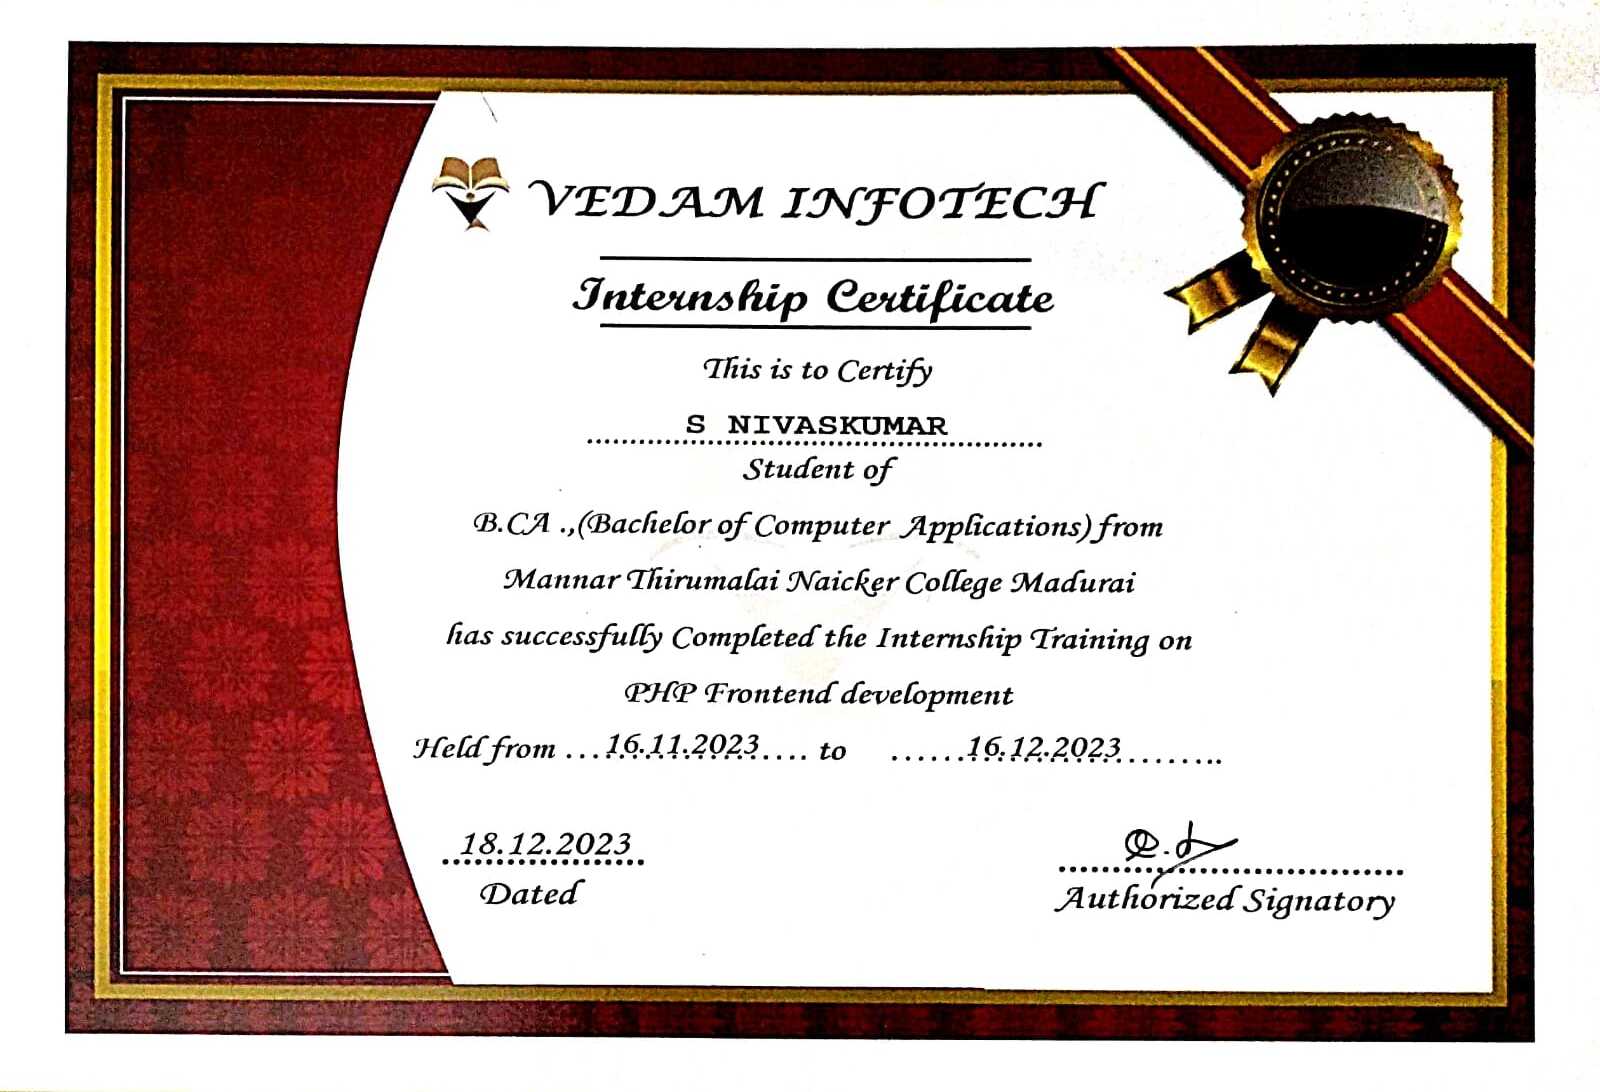 VEDAM INFOTECH
Internship Certificate
This is to Certify
S NIVASKUMAR
Student of
B.CA .,(Bachelor of Computer Applications) from
Mannar Thirumalai Naicker College Madurai
has successfully Completed the Internship Training on
PHP Frontend development
Held from ...16.11.2023.... to ......16.12.2023...........
18.12.2023
Dated
Authorized Signatory